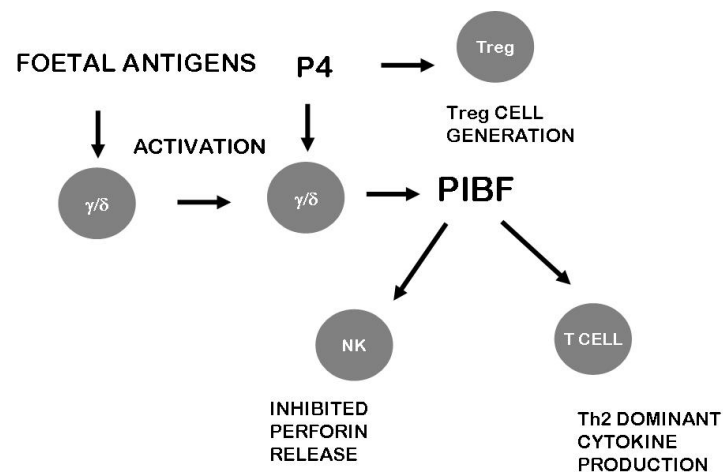 Treg
FOETAL ANTIGENS
P4
Treg CELL
GENERATION
ACTIVATION
γ/δ
γ/δ
PIBF
NK
T CELL
INHIBITED
PERFORIN
RELEASE
Th2 DOMINANT
CYTOKINE
PRODUCTION